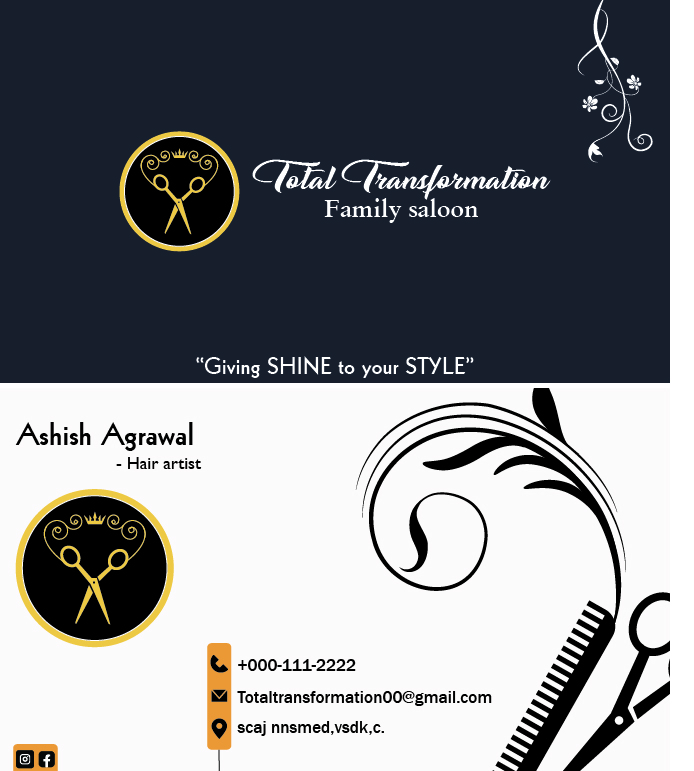 Total Transformation
Family saloon
“Giving SHINE to your STYLE”
Ashish Agrawal
- Hair artist
+000-111-2222
Totaltransformation00@gmail.com
scaj nnsmed,vsdk,c.